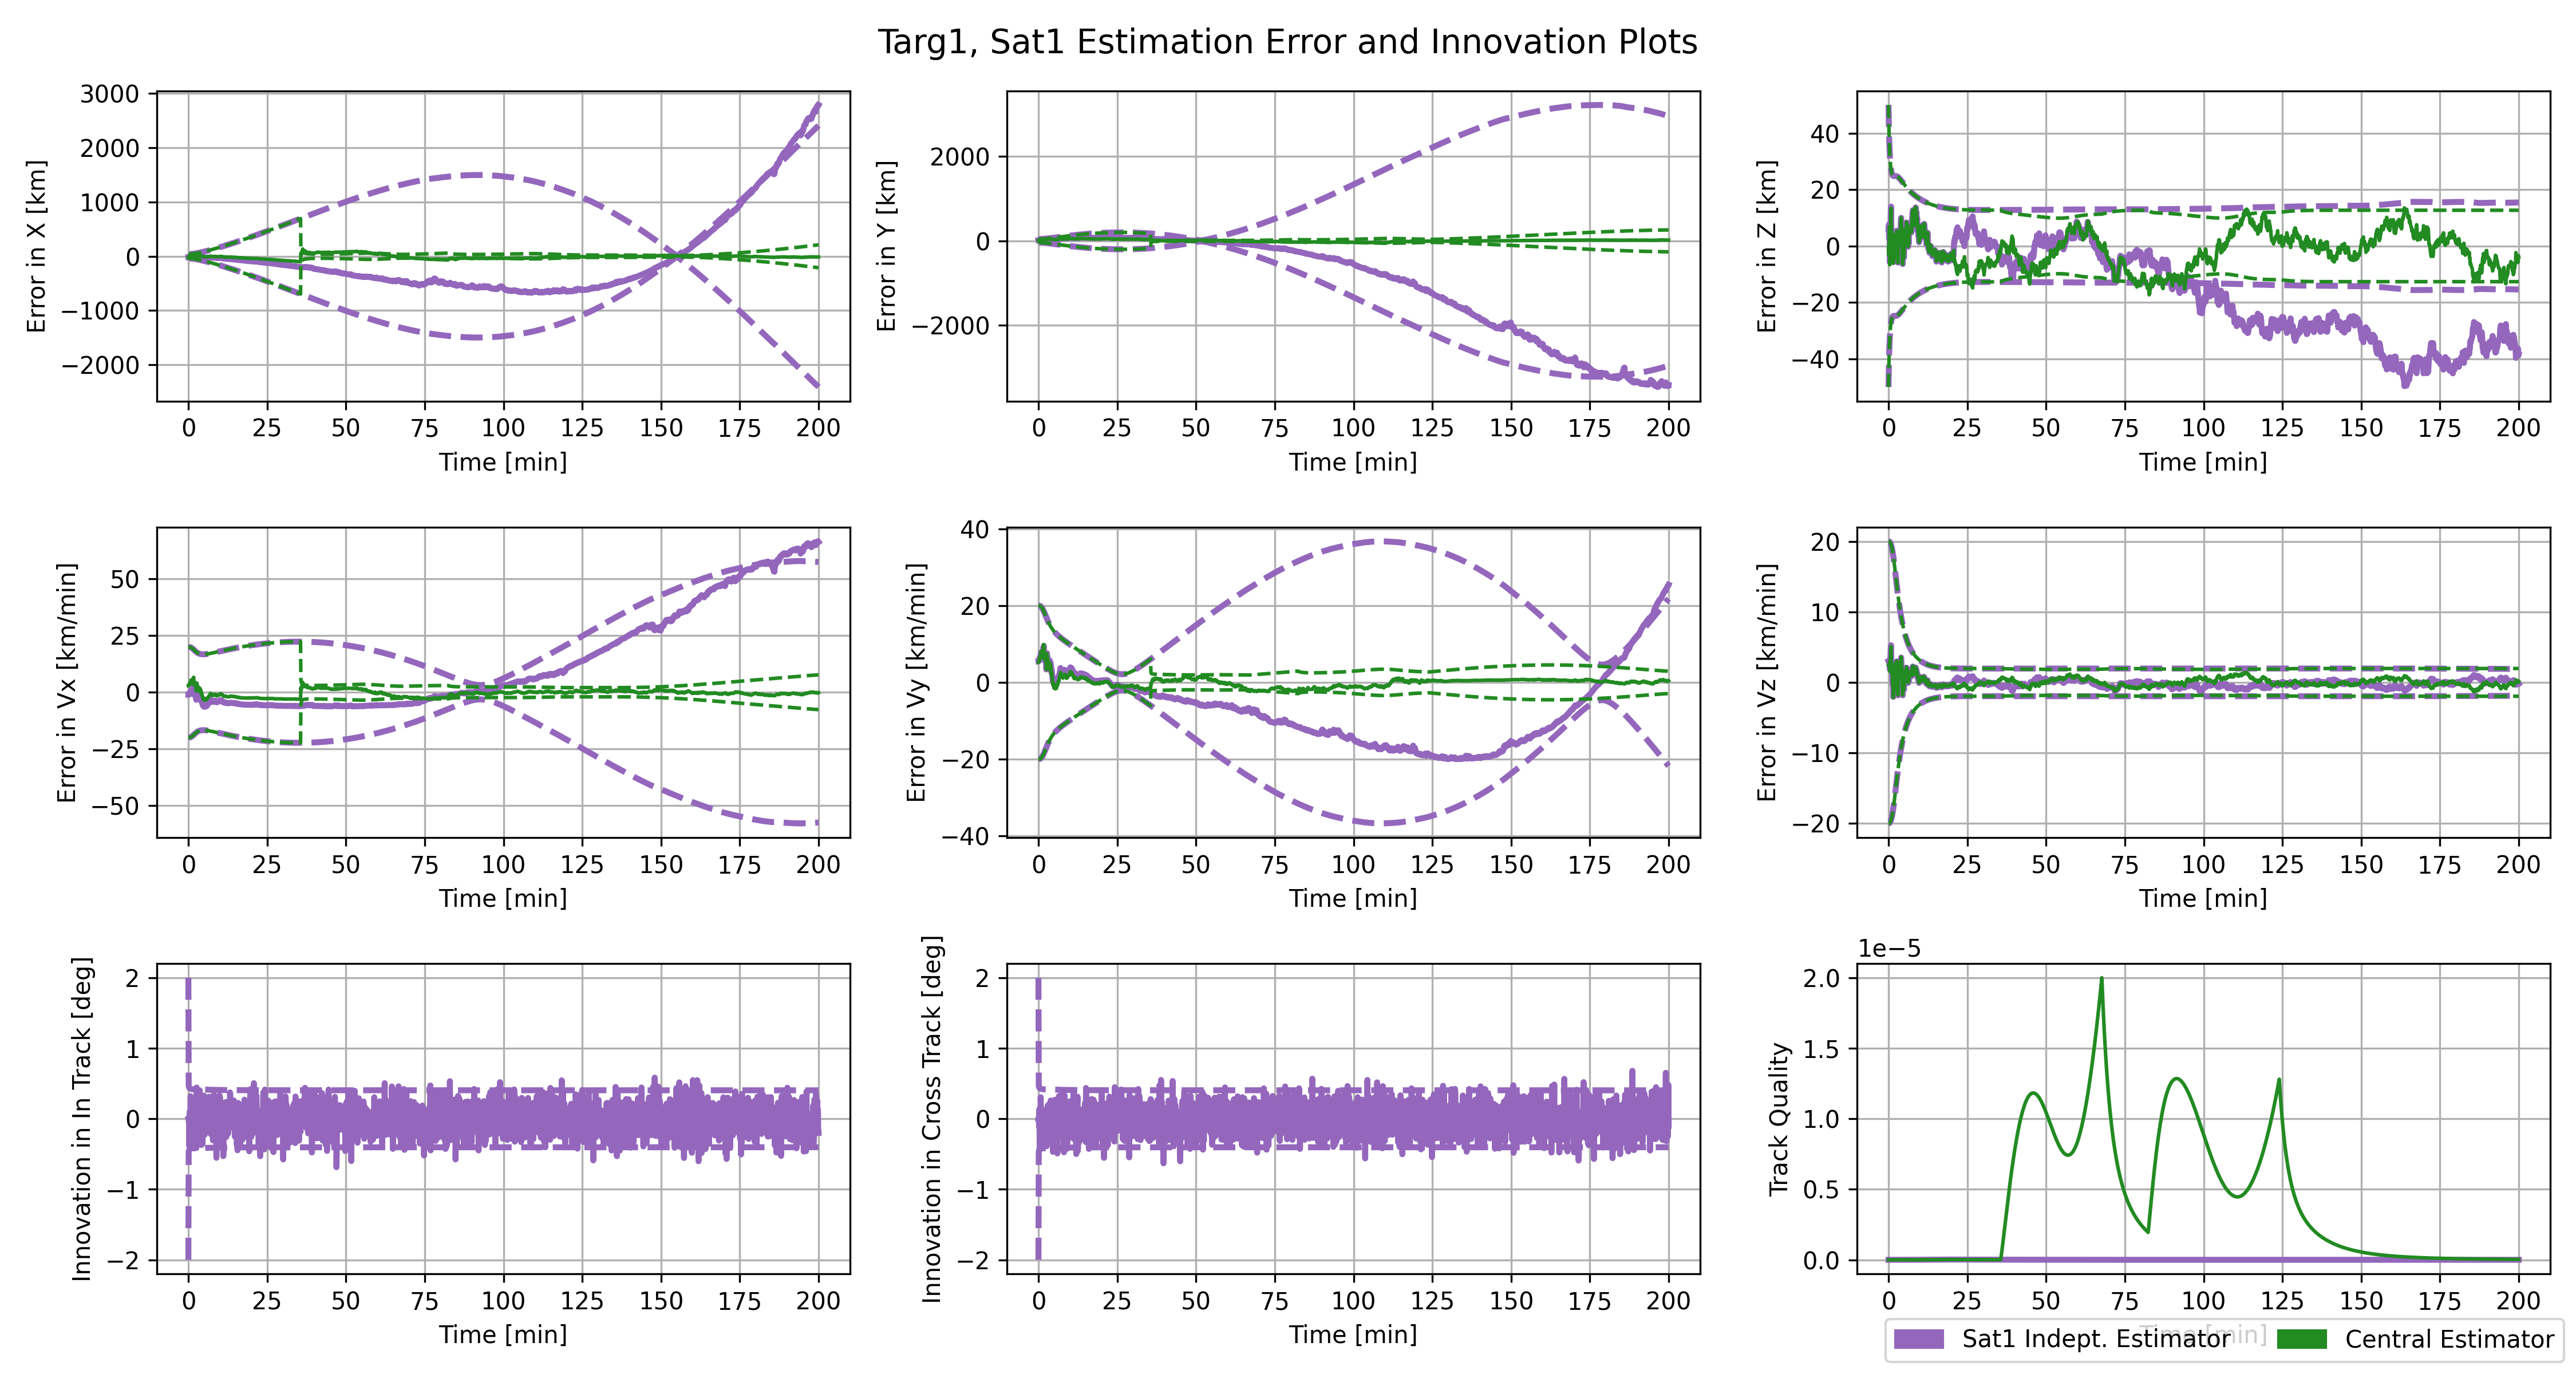 Targ1, Sat1 Estimation Error and Innovation Plots
Error in X [km]
3000
2000
1000
0
−1000
−2000
0 25 50 75 100 125 150 175 200
Time [min]
Error in Y [km]
2000
0
−2000
0 25 50 75 100 125 150 175 200
Time [min]
Error in Z [km]
40
20
0
−20
−40
0 25 50 75 100 125 150 175 200
Time [min]
Error in Vx [km/min]
50
25
0
−25
−50
0 25 50 75 100 125 150 175 200
Time [min]
Error in Vy [km/min]
40
20
0
−20
−40
0 25 50 75 100 125 150 175 200
Time [min]
Error in Vz [km/min]
20
10
0
−10
−20
0 25 50 75 100 125 150 175 200
Time [min]
Innovation in In Track [deg]
2
1
0
−1
−2
0 25 50 75 100 125 150 175 200
Time [min]
Innovation in Cross Track [deg]
2
1
0
−1
−2
0 25 50 75 100 125 150 175 200
Time [min]
1e−5
Track Quality
2.0
1.5
1.0
0.5
0.0
0 25 50 75 100 125 150 175 200
Time [min]
Sat1 Indept. Estimator
Central Estimator